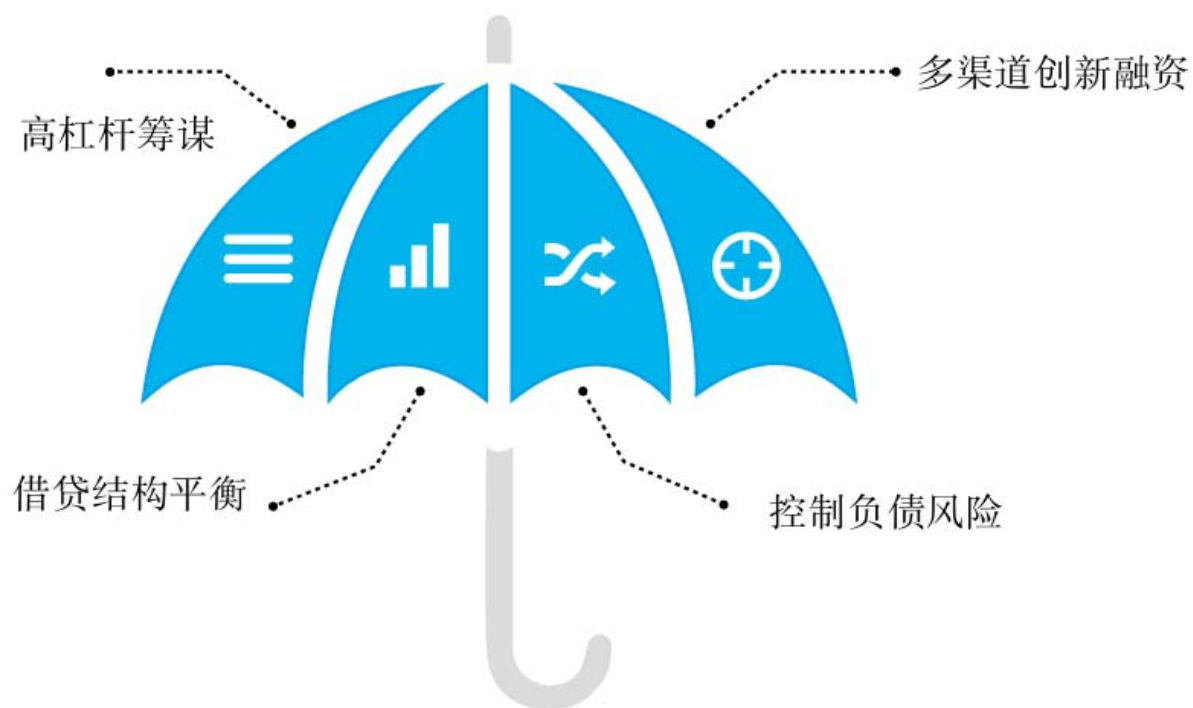 多渠道创新融资
高杠杆筹谋
借贷结构平衡
控制负债风险